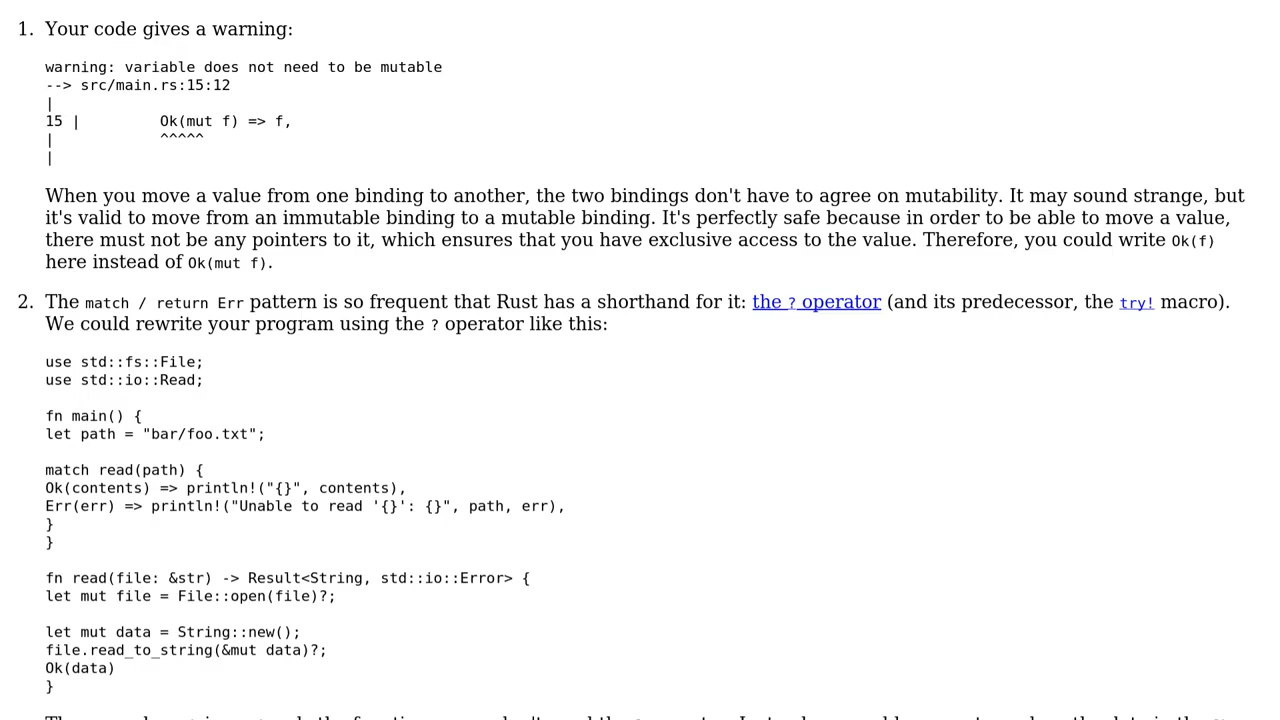 1. Your code gives a warning:
warning: variable does not need to be mutable
--> src/main.rs:15:12
|
15 |         Ok(mut f) => f,
|            ^^^^^
|
When you move a value from one binding to another, the two bindings don't have to agree on mutability. It may sound strange, but
it's valid to move from an immutable binding to a mutable binding. It's perfectly safe because in order to be able to move a value,
there must not be any pointers to it, which ensures that you have exclusive access to the value. Therefore, you could write Ok(f)
here instead of Ok(mut f).
2. The match / return Err pattern is so frequent that Rust has a shorthand for it: the ? operator (and its predecessor, the try! macro).
We could rewrite your program using the ? operator like this:
use std::fs::File;
use std::io::Read;
fn main() {
let path = "bar/foo.txt";
match read(path) {
Ok(contents) => println!("{}", contents),
Err(err) => println!("Unable to read '{}': {}", path, err),
}
}
fn read(file: &str) -> Result<String, std::io::Error> {
let mut file = File::open(file)?;
let mut data = String::new();
file.read_to_string(&mut data)?;
Ok(data)
}